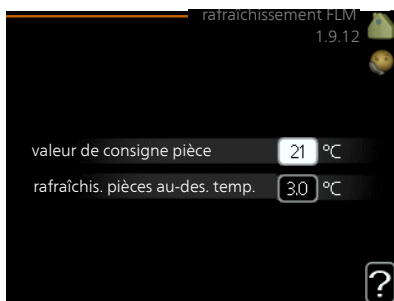 rafraîchissement FLM
1.9.12
valeur de consigne pièce 21 °C
rafraîchis. pièces au-des. temp. 3.0 °C
?